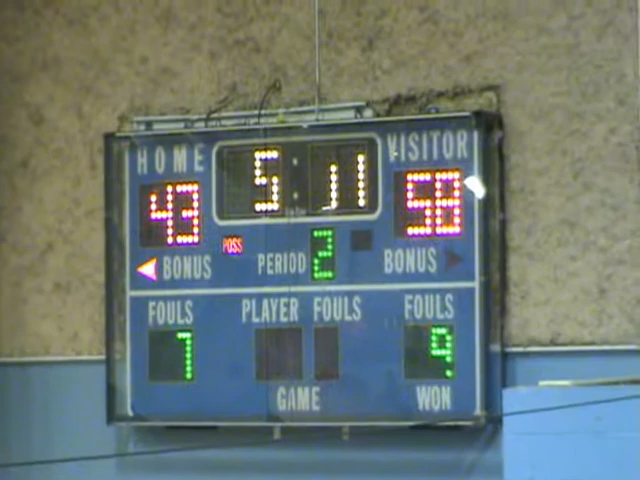 HOME 5:11 VISITOR
43 58
POSS
BONUS PERIOD 2 BONUS
FOULS PLAYER FOULS FOULS
7 9
GAME WON